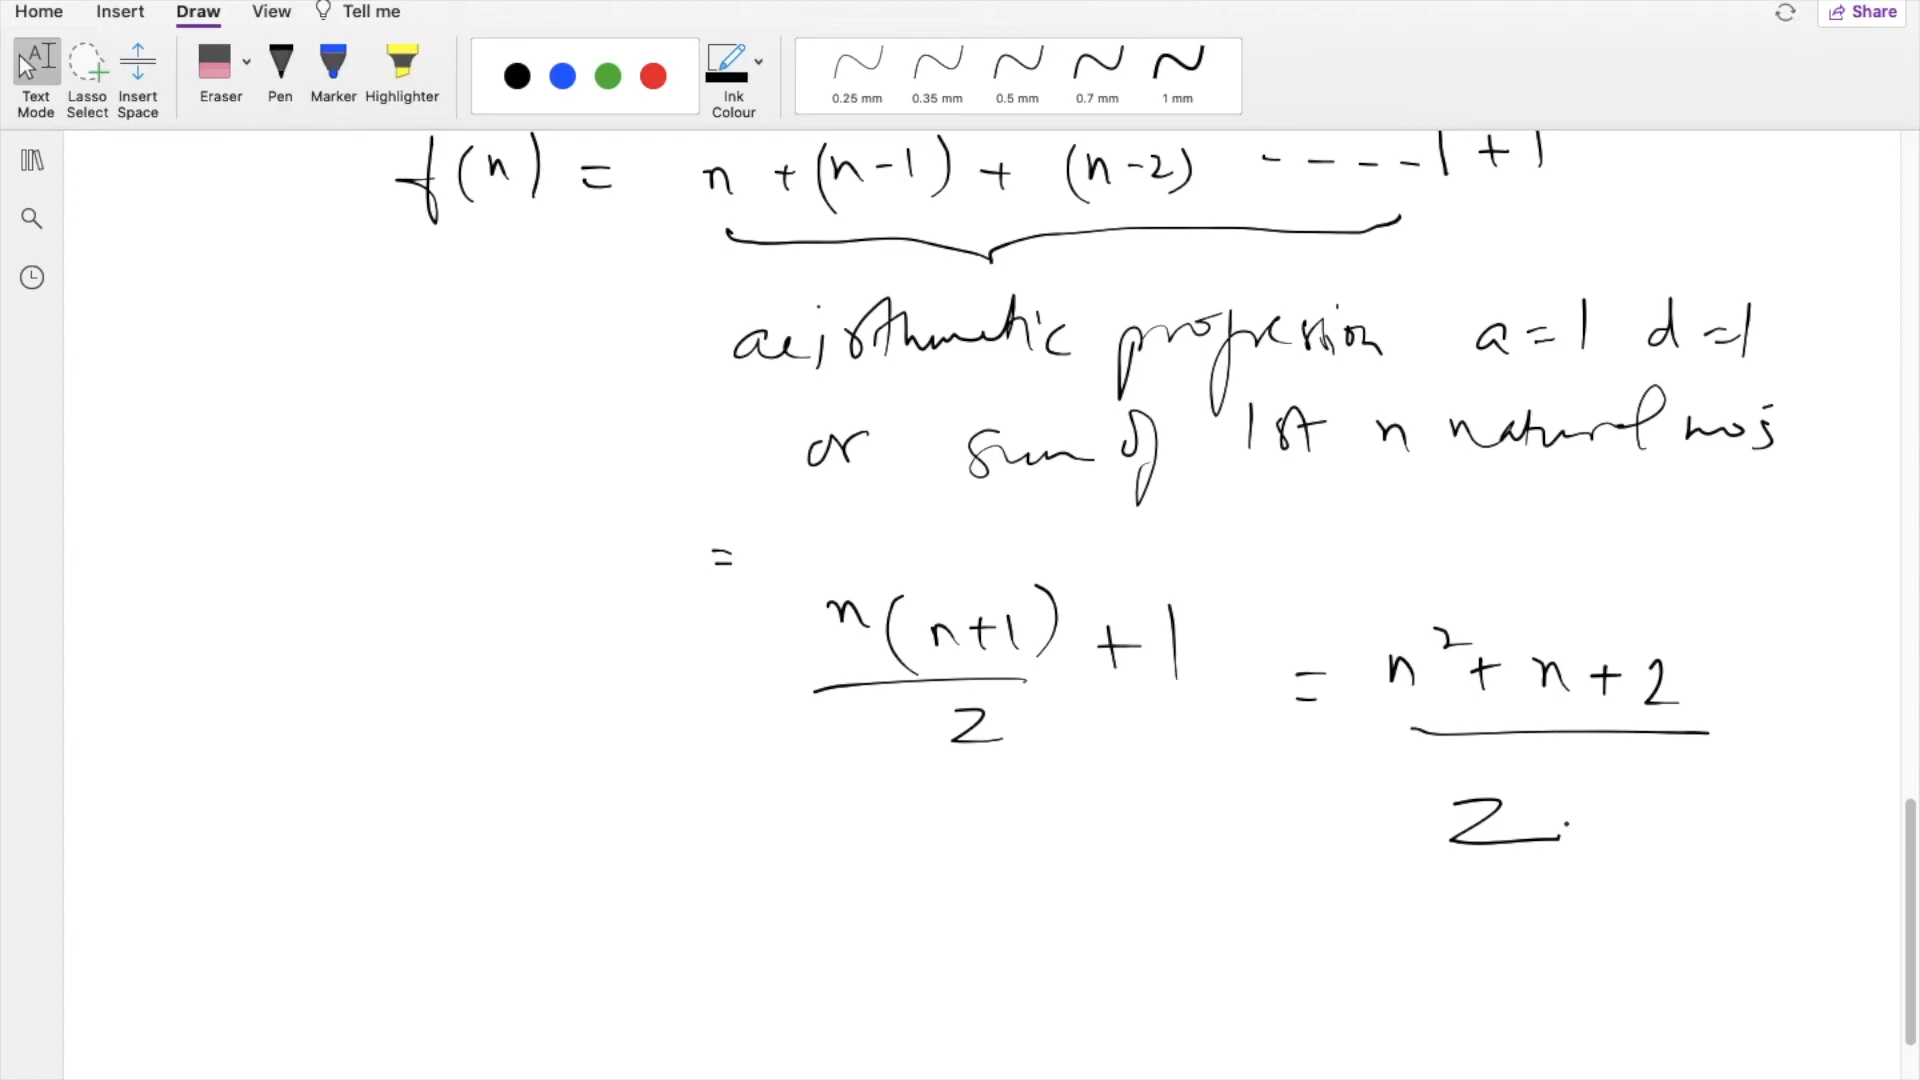 Home Insert Draw View Tell me Share
Text Mode Lasso Select Insert Space Eraser Pen Marker Highlighter Ink Colour 0.25 mm 0.35 mm 0.5 mm 0.7 mm 1 mm
f(n) = n + (n-1) + (n-2) ----- 1 + 1
progression a=1 d=1
or sum of 1st n natural no's
=
n(n+1)/2 + 1 = n²+n+2/2